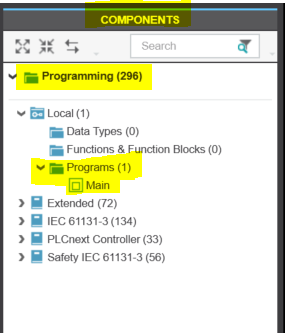 COMPONENTS
Search
Programming (296)
Local (1)
Data Types (0)
Functions & Function Blocks (0)
Programs (1)
Main
Extended (72)
IEC 61131-3 (134)
PLCnext Controller (33)
Safety IEC 61131-3 (56)